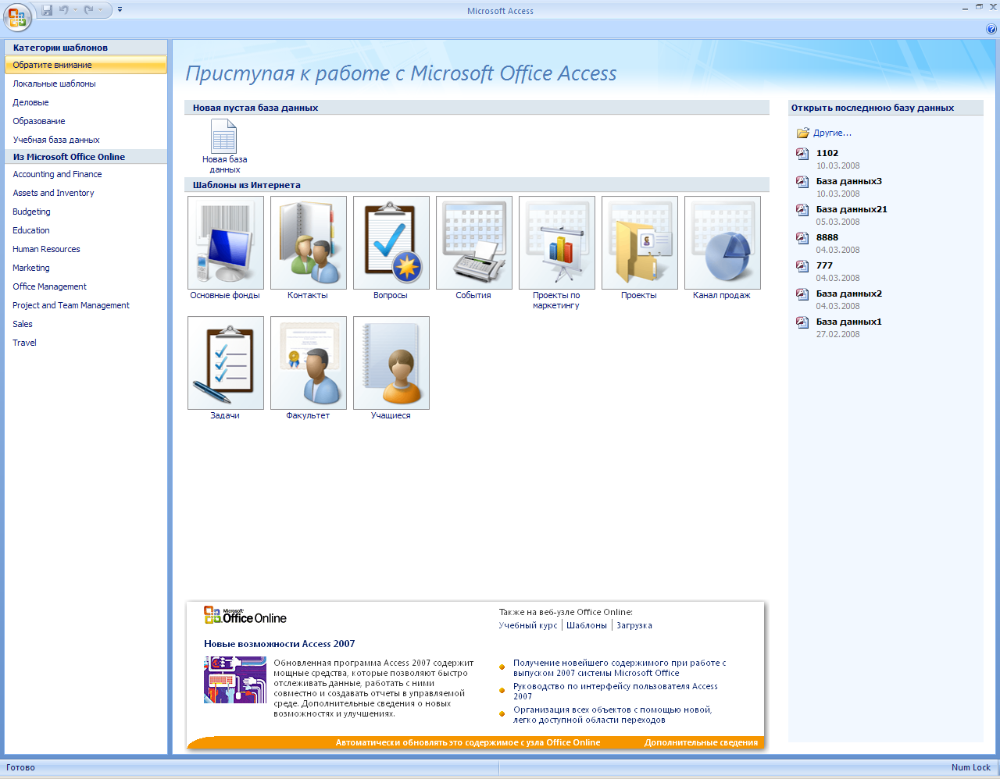 Microsoft Access
Категории шаблонов
Обратите внимание
Локальные шаблоны
Деловые
Образование
Учебная база данных
Из Microsoft Office Online
Accounting and Finance
Assets and Inventory
Budgeting
Education
Human Resources
Marketing
Office Management
Project and Team Management
Sales
Travel
Приступая к работе с Microsoft Office Access
Новая пустая база данных
Новая база
данных
Шаблоны из Интернета
Основные фонды
Контакты
Вопросы
События
Проекты по
маркетингу
Проекты
Канал продаж
Задачи
Факультет
Учащиеся
Открыть последнюю базу данных
Другие...
1102
10.03.2008
База данных3
10.03.2008
База данных21
05.03.2008
8888
04.03.2008
777
04.03.2008
База данных2
04.03.2008
База данных1
27.02.2008
Microsoft
Office Online
Новые возможности Access 2007
Обновленная программа Access 2007 содержит
мощные средства, которые позволяют быстро
отслеживать данные, работать с ними
совместно и создавать отчеты в управляемой
среде. Дополнительные сведения о новых
возможностях и улучшениях.
Также на веб-узле Office Online:
Учебный курс | Шаблоны | Загрузка
Получение новейшего содержимого при работе с
выпуском 2007 системы Microsoft Office
Руководство по интерфейсу пользователя Access
2007
Организация всех объектов с помощью новой,
легко доступной области переходов
Автоматически обновлять это содержимое с узла Office Online
Дополнительные сведения
Готово
Num Lock